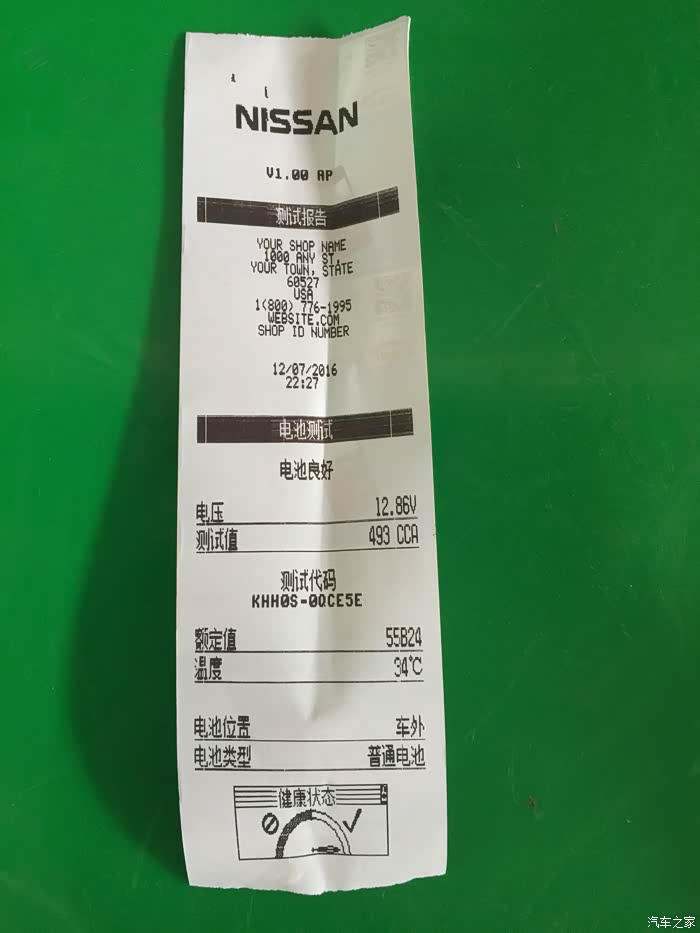 NISSAN
V1.00 AP
测试报告
YOUR SHOP NAME
1000 ANY ST.
YOUR TOWN, STATE
60527
USA
1(800) 776-1995
WEBSITE.COM
SHOP ID NUMBER
12/07/2016
22:27
电池测试
电池良好
电压 12.86V
测试值 493 CCA
测试代码
KHH0S-0QCE5E
额定值 55B24
温度 34℃
电池位置 车外
电池类型 普通电池
健康状态
汽车之家